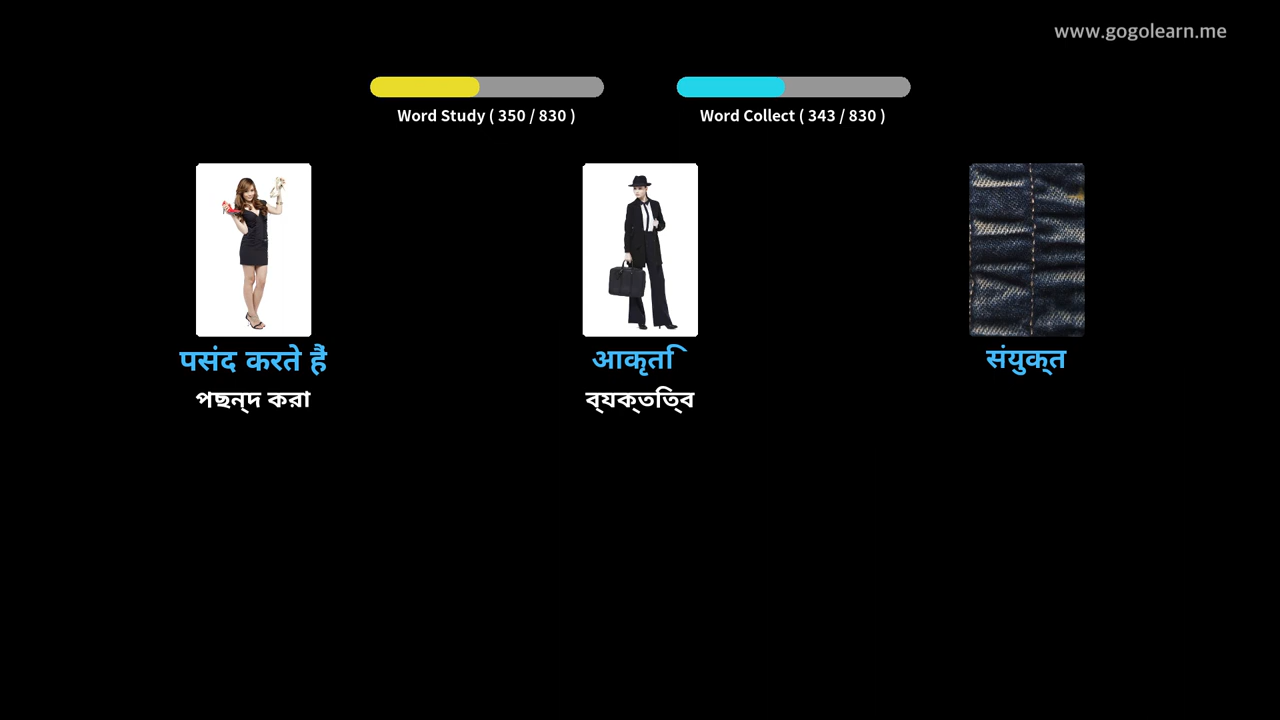 www.gogolearn.me
Word Study ( 350 / 830 )
Word Collect ( 343 / 830 )
पसंद करते हैं
आकृति
संयुक्त
পছন্দ করা
ব্যক্তিত্ব